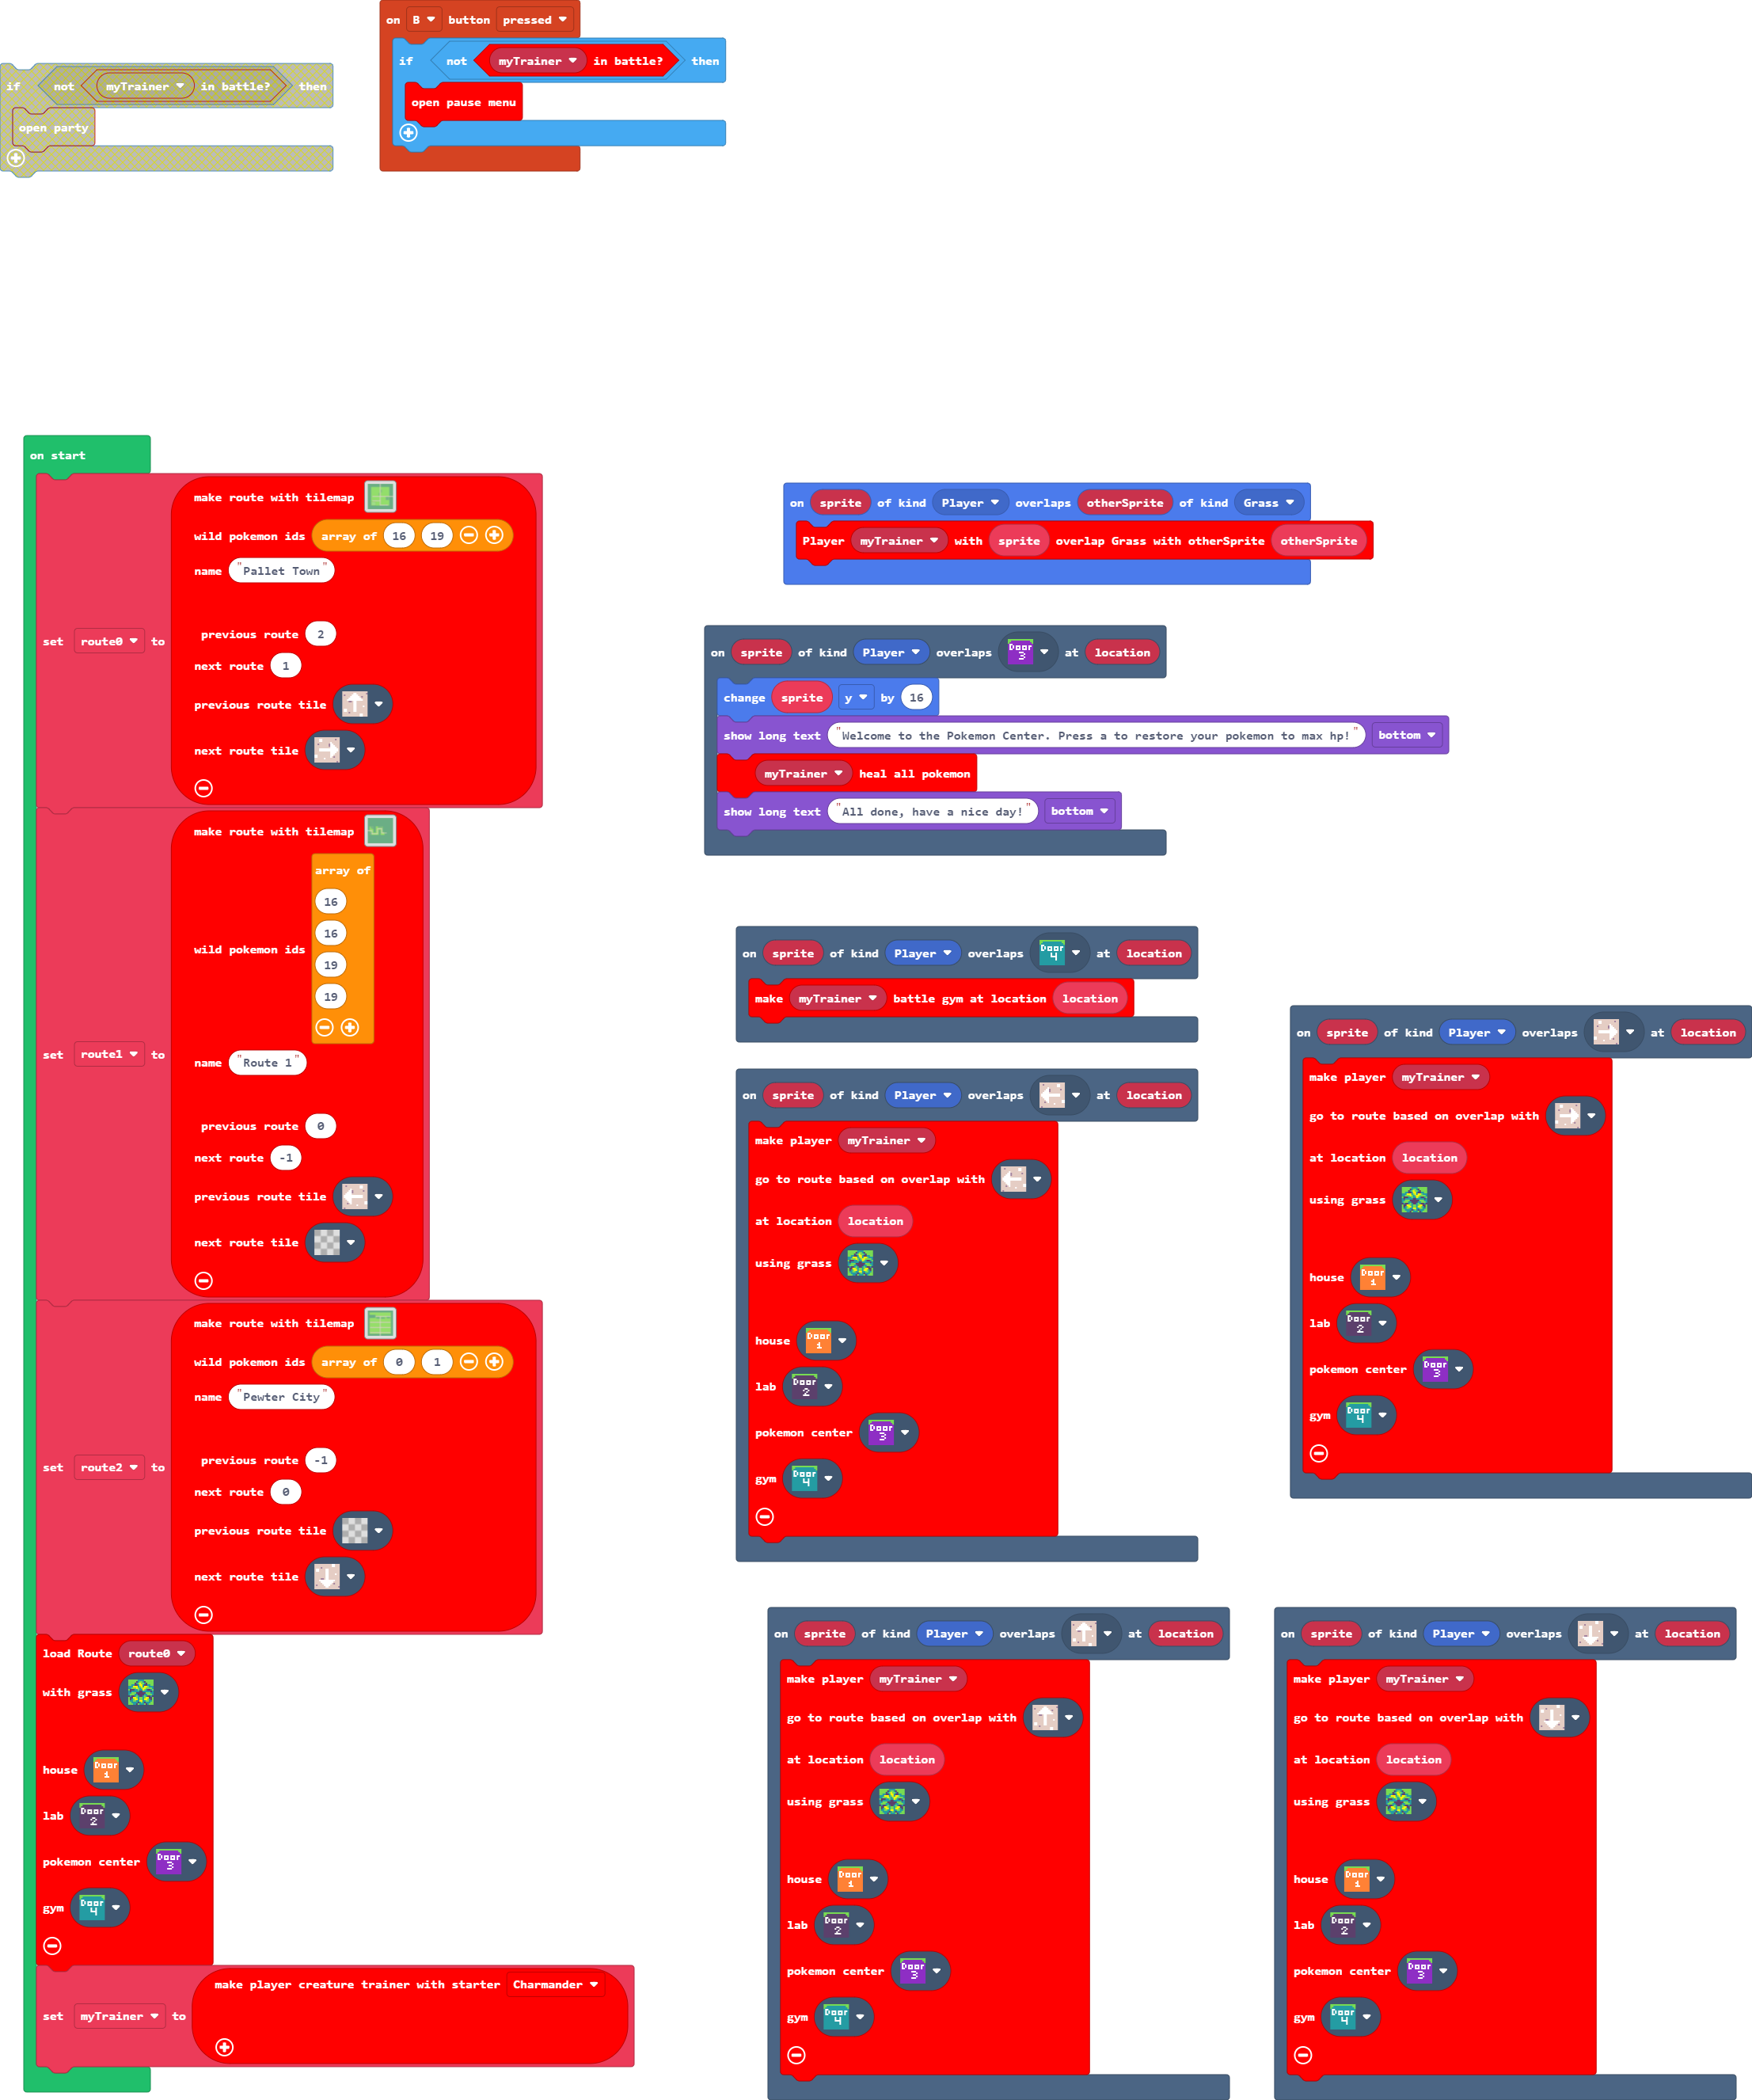 on B button pressed
if not myTrainer in battle? then
open pause menu
if not myTrainer in battle? then
open party
on start
set route0 to
make route with tilemap
wild pokemon ids array of 16 19
name "Pallet Town"
previous route 2
next route 1
previous route tile
next route tile
set route1 to
make route with tilemap
wild pokemon ids
array of
16
16
19
19
name "Route 1"
previous route 0
next route -1
previous route tile
next route tile
set route2 to
make route with tilemap
wild pokemon ids array of 0 1
name "Pewter City"
previous route -1
next route 0
previous route tile
next route tile
load Route route0
with grass
house Door 1
lab Door 2
pokemon center Door 3
gym Door 4
set myTrainer to
make player creature trainer with starter Charmander
on sprite of kind Player overlaps otherSprite of kind Grass
Player myTrainer with sprite overlap Grass with otherSprite otherSprite
on sprite of kind Player overlaps Door 3 at location
change sprite y by 16
show long text "Welcome to the Pokemon Center. Press a to restore your pokemon to max hp!" bottom
myTrainer heal all pokemon
show long text "All done, have a nice day!" bottom
on sprite of kind Player overlaps Door 4 at location
make myTrainer battle gym at location location
on sprite of kind Player overlaps at location
make player myTrainer
go to route based on overlap with
at location location
using grass
house Door 1
lab Door 2
pokemon center Door 3
gym Door 4
on sprite of kind Player overlaps at location
make player myTrainer
go to route based on overlap with
at location location
using grass
house Door 1
lab Door 2
pokemon center Door 3
gym Door 4
on sprite of kind Player overlaps at location
make player myTrainer
go to route based on overlap with
at location location
using grass
house Door 1
lab Door 2
pokemon center Door 3
gym Door 4
on sprite of kind Player overlaps at location
make player myTrainer
go to route based on overlap with
at location location
using grass
house Door 1
lab Door 2
pokemon center Door 3
gym Door 4